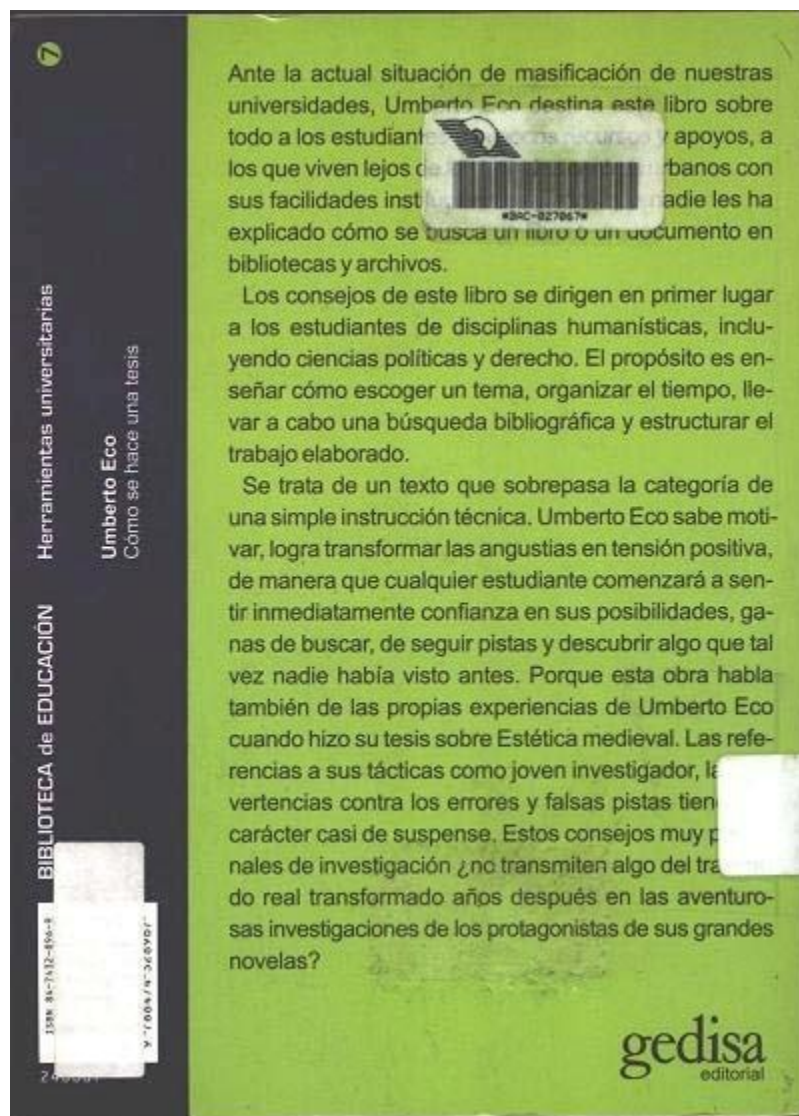 7
BIBLIOTECA de EDUCACIÓN Herramientas universitarias
Umberto Eco
Cómo se hace una tesis
ISBN 84-7432-896-8
Ante la actual situación de masificación de nuestras
universidades, Umberto Eco destina este libro sobre
todo a los recursos y apoyos, a
los que viven lejos con
sus facilidades nadie les ha
explicado cómo se busca un libro o un documento en
bibliotecas y archivos.
*BAC-027067*
Los consejos de este libro se dirigen en primer lugar
a los estudiantes de disciplinas humanísticas, inclu-
yendo ciencias políticas y derecho. El propósito es en-
señar cómo escoger un tema, organizar el tiempo, lle-
var a cabo una búsqueda bibliográfica y estructurar el
trabajo elaborado.
Se trata de un texto que sobrepasa la categoría de
una simple instrucción técnica. Umberto Eco sabe moti-
var, logra transformar las angustias en tensión positiva,
de manera que cualquier estudiante comenzará a sen-
tir inmediatamente confianza en sus posibilidades, ga-
nas de buscar, de seguir pistas y descubrir algo que tal
vez nadie había visto antes. Porque esta obra habla
también de las propias experiencias de Umberto Eco
cuando hizo su tesis sobre Estética medieval. Las refe-
rencias a sus tácticas como joven investigador,
vertencias contra los errores y falsas pistas
carácter casi de suspense. Estos consejos muy
nales de investigación ¿no transmiten algo del
do real transformado años después en las aventuro-
sas investigaciones de los protagonistas de sus grandes
novelas?
gedisa
editorial